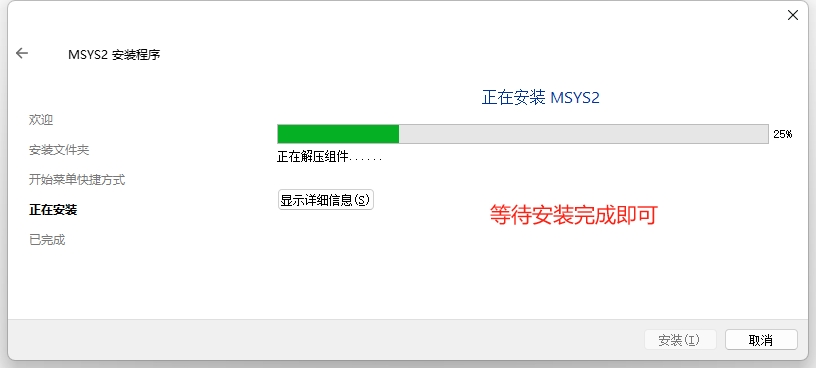 MSYS2 安装程序
正在安装 MSYS2
欢迎
25%
安装文件夹
正在解压组件......
开始菜单快捷方式
显示详细信息(S)
正在安装
等待安装完成即可
已完成
安装(I)
取消